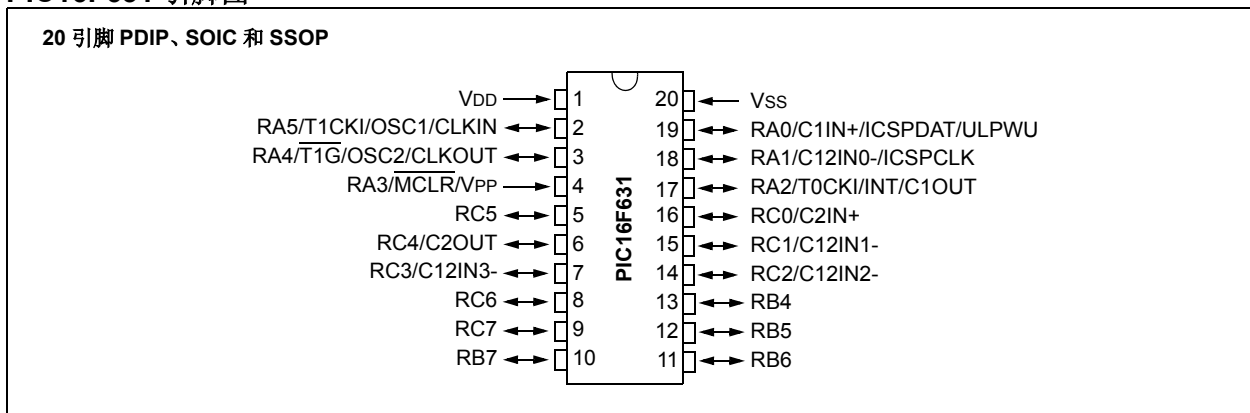 20 引脚 PDIP、SOIC 和 SSOP
VDD 1 20 VSS
RA5/T1CKI/OSC1/CLKIN 2 19 RA0/C1IN+/ICSPDAT/ULPWU
RA4/T1G/OSC2/CLKOUT 3 18 RA1/C12IN0-/ICSPCLK
RA3/MCLR/VPP 4 17 RA2/T0CKI/INT/C1OUT
RC5 5 16 RC0/C2IN+
RC4/C2OUT 6 15 RC1/C12IN1-
RC3/C12IN3- 7 14 RC2/C12IN2-
RC6 8 13 RB4
RC7 9 12 RB5
RB7 10 11 RB6
PIC16F631